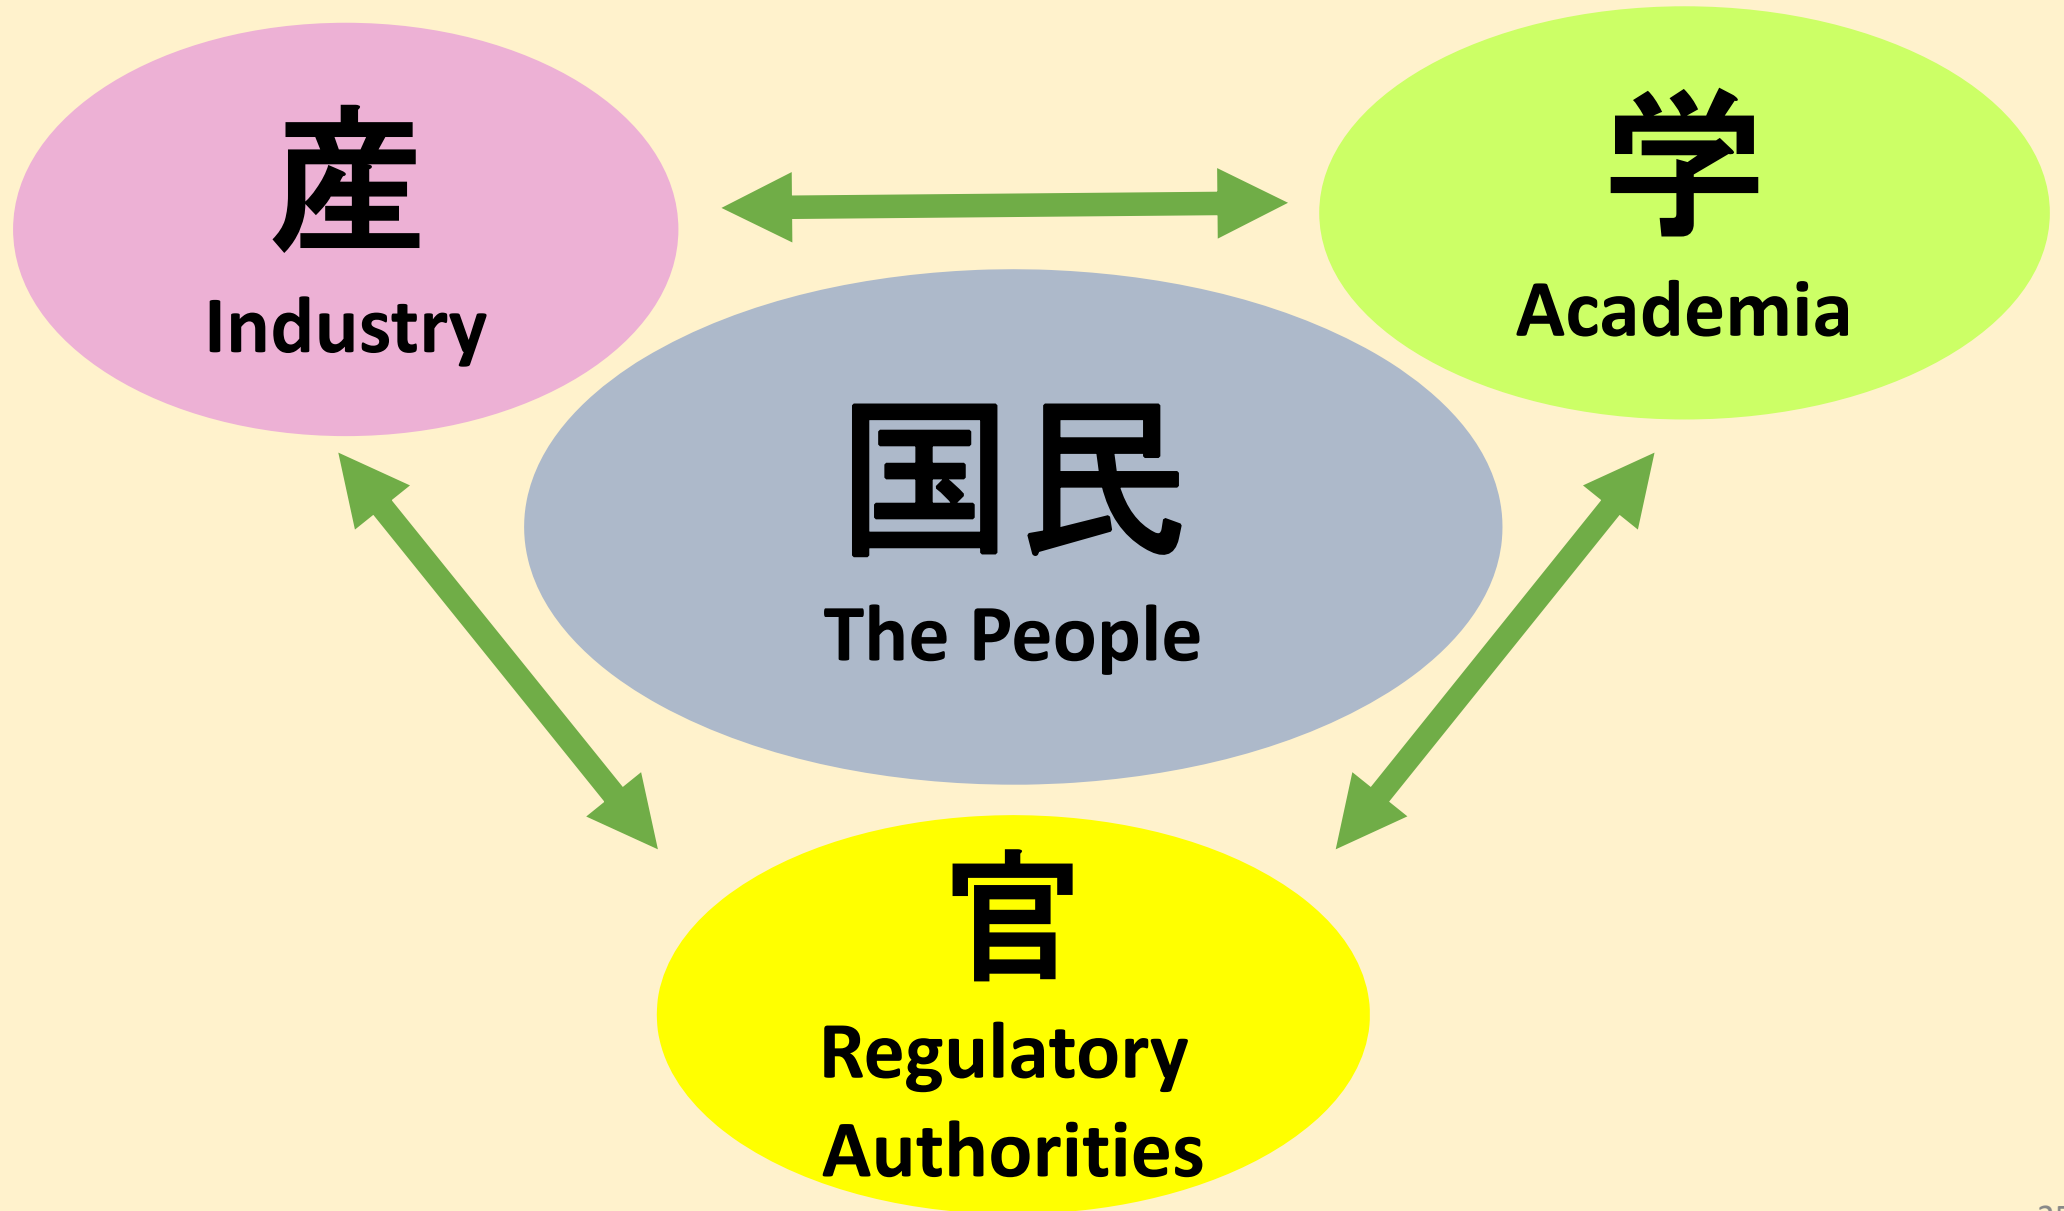 産
Industry
学
Academia
国民
The People
官
Regulatory
Authorities